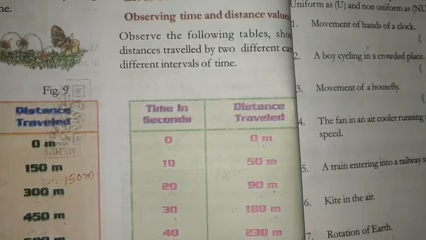 ne.
Observing time and distance value
Observe the following tables, sho
distances travelled by two different ca
different intervals of time.
Fig. 9
Distance
Traveled
0 m
150 m
150m
300 m
450 m
Time In
Seconds
Distance
Traveled
0
0 m
10
50 m
20
90 m
30
40
230 m
Uniform as (U) and non uniform as (NU
1. Movement of hands of a clock.
(
2. A boy cycling in a crowded place.
(
3. Movement of a housefly.
(
4. The fan in an air cooler running
speed.
5. A train entering into a railway s
6. Kite in the air.
7. Rotation of Earth.